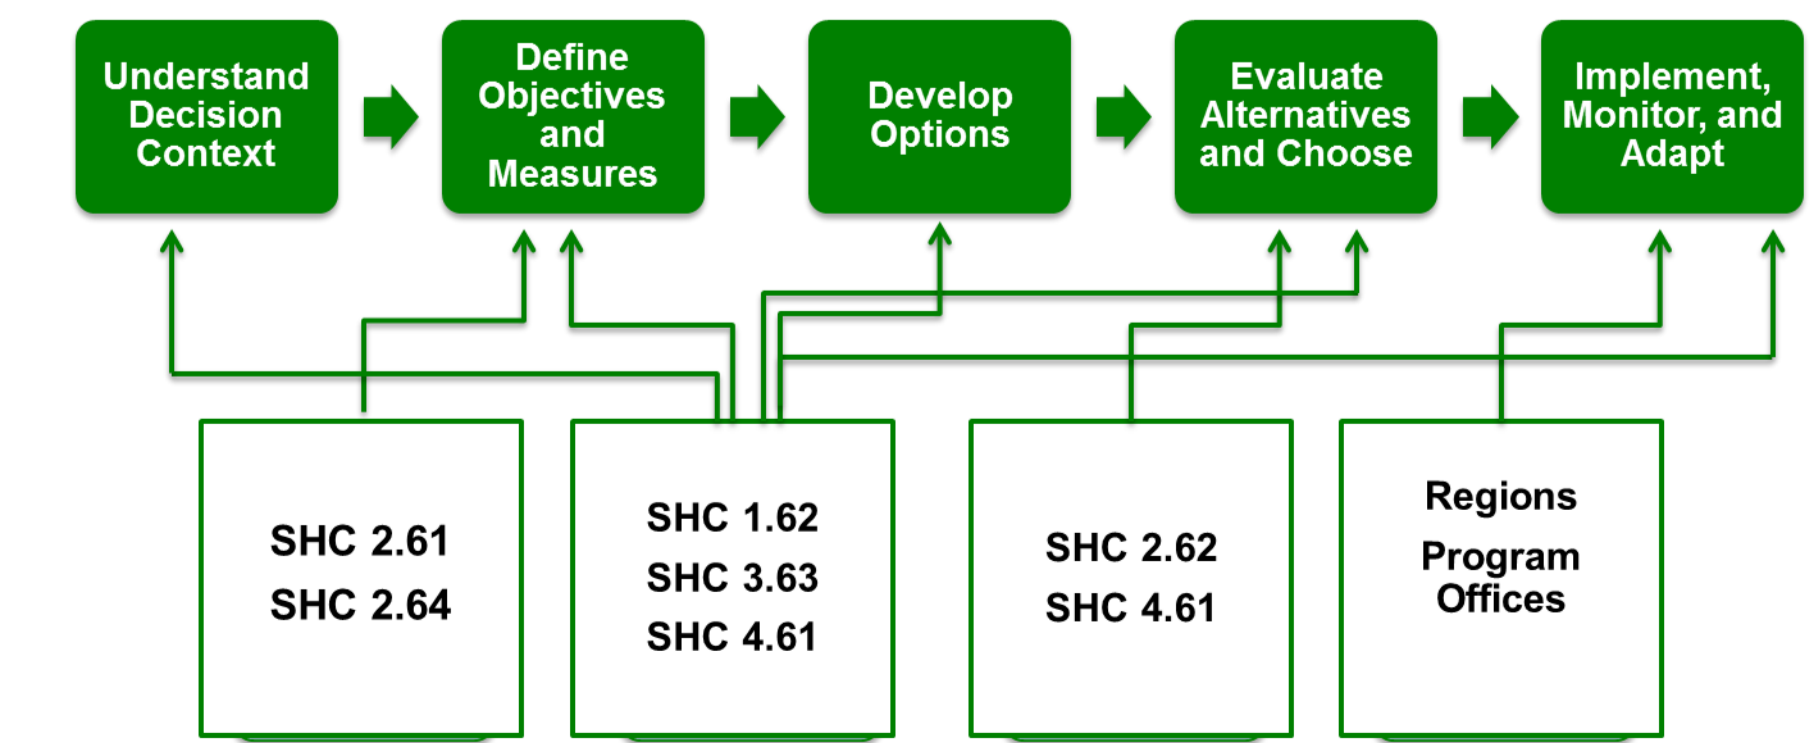 Understand
Decision
Context
Define
Objectives
and
Measures
Develop
Options
Evaluate
Alternatives
and Choose
Implement,
Monitor, and
Adapt
SHC 2.61
SHC 2.64
SHC 1.62
SHC 3.63
SHC 4.61
SHC 2.62
SHC 4.61
Regions
Program
Offices